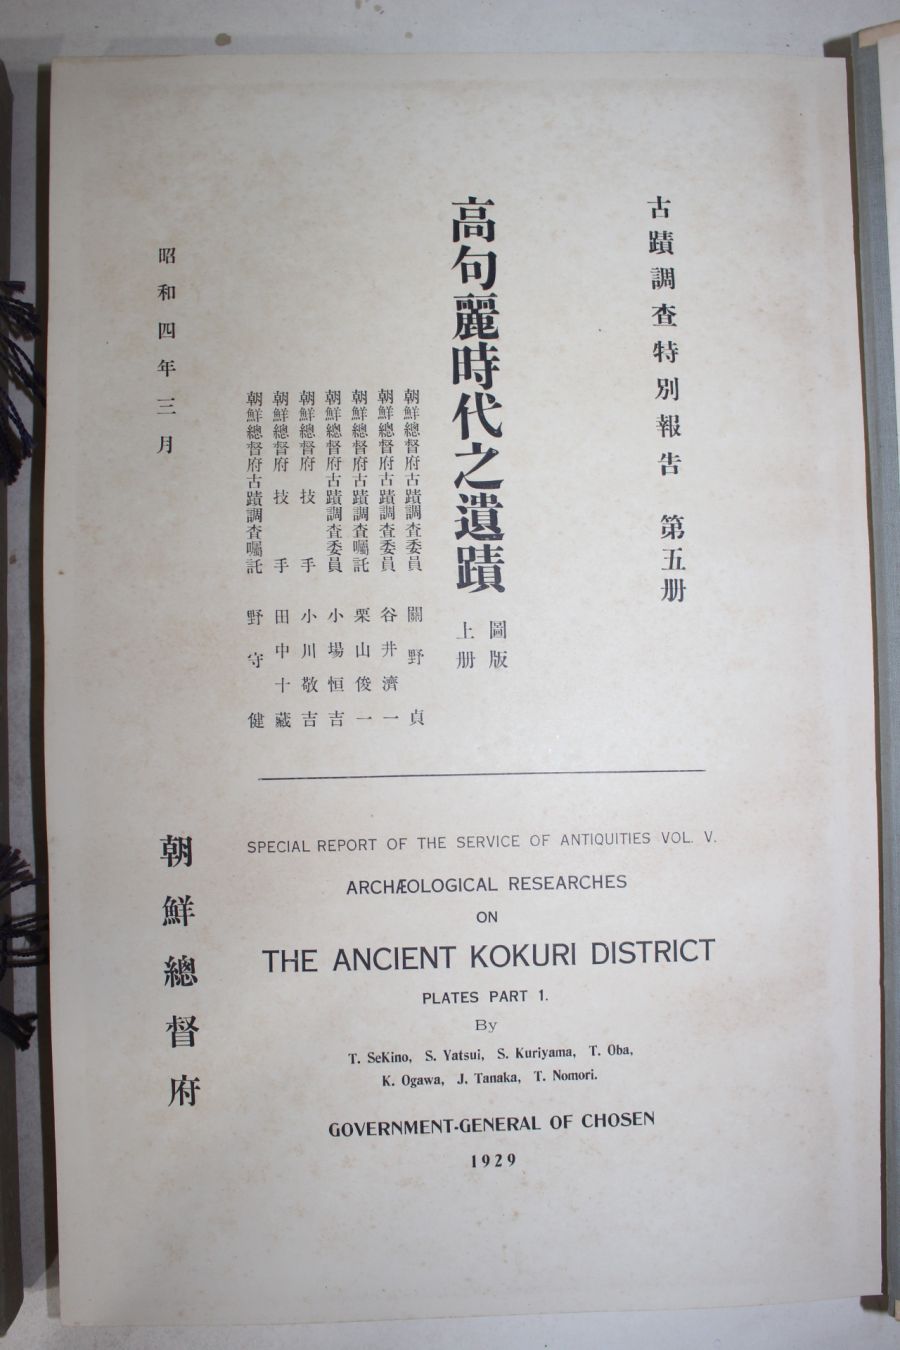 古蹟調査特別報告　第五册
高句麗時代之遺蹟
圖版
上册
朝鮮總督府古蹟調査委員　關野貞
朝鮮總督府古蹟調査委員　谷井濟一
朝鮮總督府古蹟調査囑託　栗山俊一
朝鮮總督府古蹟調査委員　小場恒吉
朝鮮總督府技手　小川敬吉
朝鮮總督府技手　田中十藏
朝鮮總督府古蹟調査囑託　野守健
昭和四年三月
朝鮮總督府
SPECIAL REPORT OF THE SERVICE OF ANTIQUITIES VOL. V.
ARCHÆOLOGICAL RESEARCHES
ON
THE ANCIENT KOKURI DISTRICT
PLATES PART 1.
By
T. SeKino, S. Yatsui, S. Kuriyama, T. Oba,
K. Ogawa, J. Tanaka, T. Nomori.
GOVERNMENT-GENERAL OF CHOSEN
1929